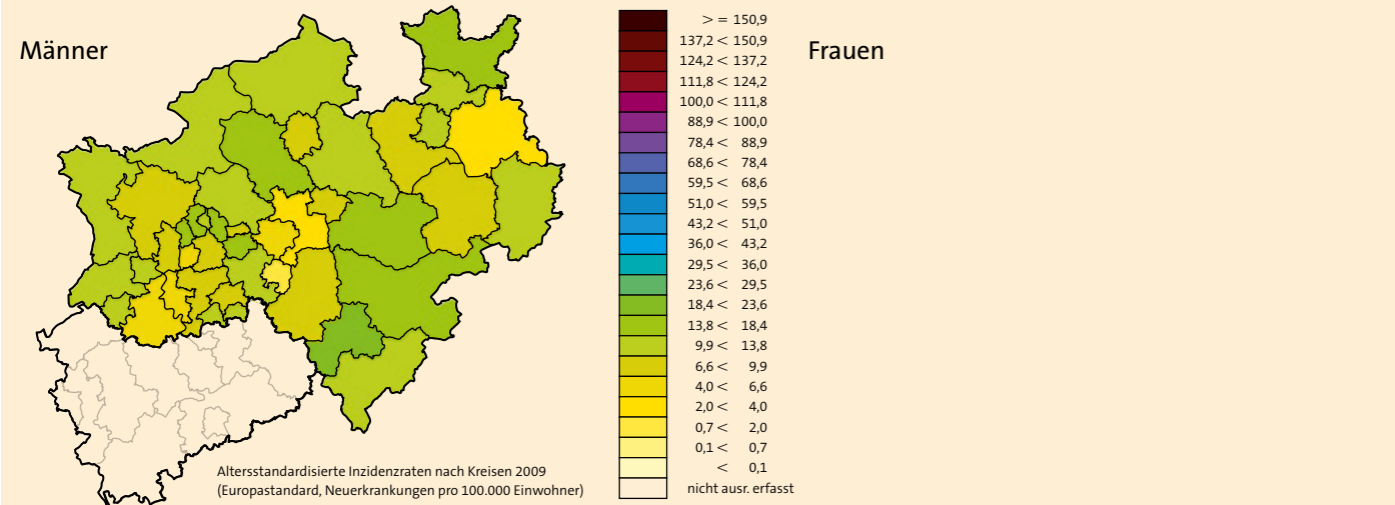 Männer
Frauen
> = 150,9
137,2 < 150,9
124,2 < 137,2
111,8 < 124,2
100,0 < 111,8
88,9 < 100,0
78,4 < 88,9
68,6 < 78,4
59,5 < 68,6
51,0 < 59,5
43,2 < 51,0
36,0 < 43,2
29,5 < 36,0
23,6 < 29,5
18,4 < 23,6
13,8 < 18,4
9,9 < 13,8
6,6 < 9,9
4,0 < 6,6
2,0 < 4,0
0,7 < 2,0
0,1 < 0,7
< 0,1
nicht ausr. erfasst
Altersstandardisierte Inzidenzraten nach Kreisen 2009
(Europastandard, Neuerkrankungen pro 100.000 Einwohner)